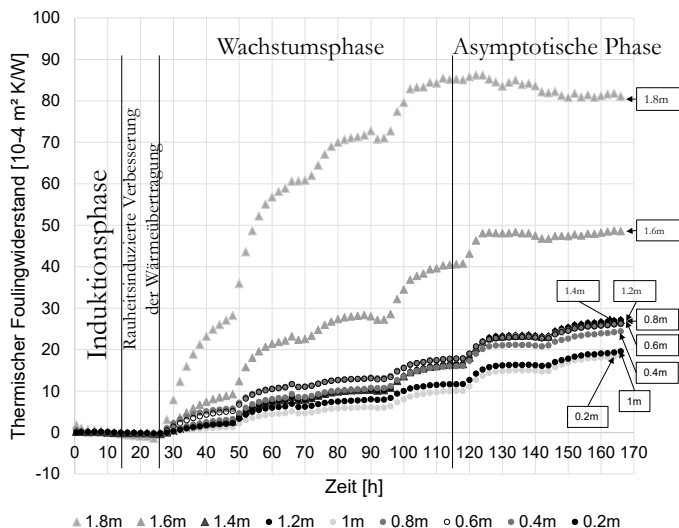 Thermischer Foulingwiderstand [10-4 m² K/W]
100
90
80
70
60
50
40
30
20
10
0
-10
Induktionsphase
Rauheitsinduzierte Verbesserung
der Wärmeübertragung
Wachstumsphase
Asymptotische Phase
1.8m
1.6m
1.4m
1.2m
0.8m
0.6m
0.4m
1m
0.2m
0 10 20 30 40 50 60 70 80 90 100 110 120 130 140 150 160 170
Zeit [h]
1.8m 1.6m 1.4m 1.2m 1m 0.8m 0.6m 0.4m 0.2m